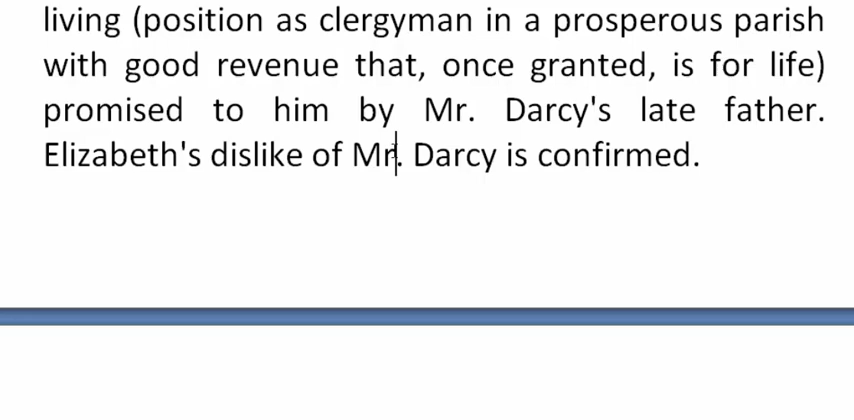 living (position as clergyman in a prosperous parish
with good revenue that, once granted, is for life)
promised to him by Mr. Darcy's late father.
Elizabeth's dislike of Mr. Darcy is confirmed.